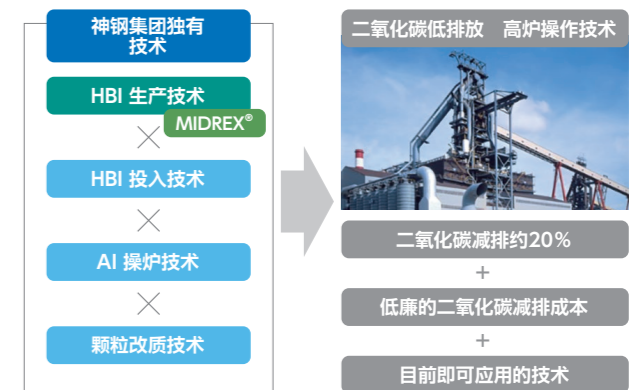 神钢集团独有
技术
HBI 生产技术
MIDREX®
×
HBI 投入技术
×
AI 操炉技术
×
颗粒改质技术
二氧化碳低排放 高炉操作技术
二氧化碳减排约20%
+
低廉的二氧化碳减排成本
+
目前即可应用的技术